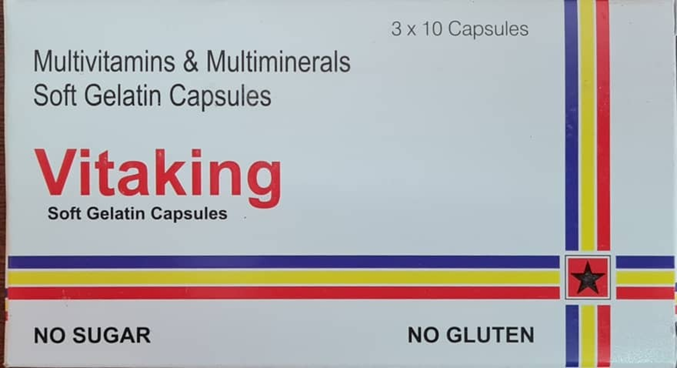 3 x 10 Capsules
Multivitamins & Multiminerals
Soft Gelatin Capsules
Vitaking
Soft Gelatin Capsules
NO SUGAR
NO GLUTEN